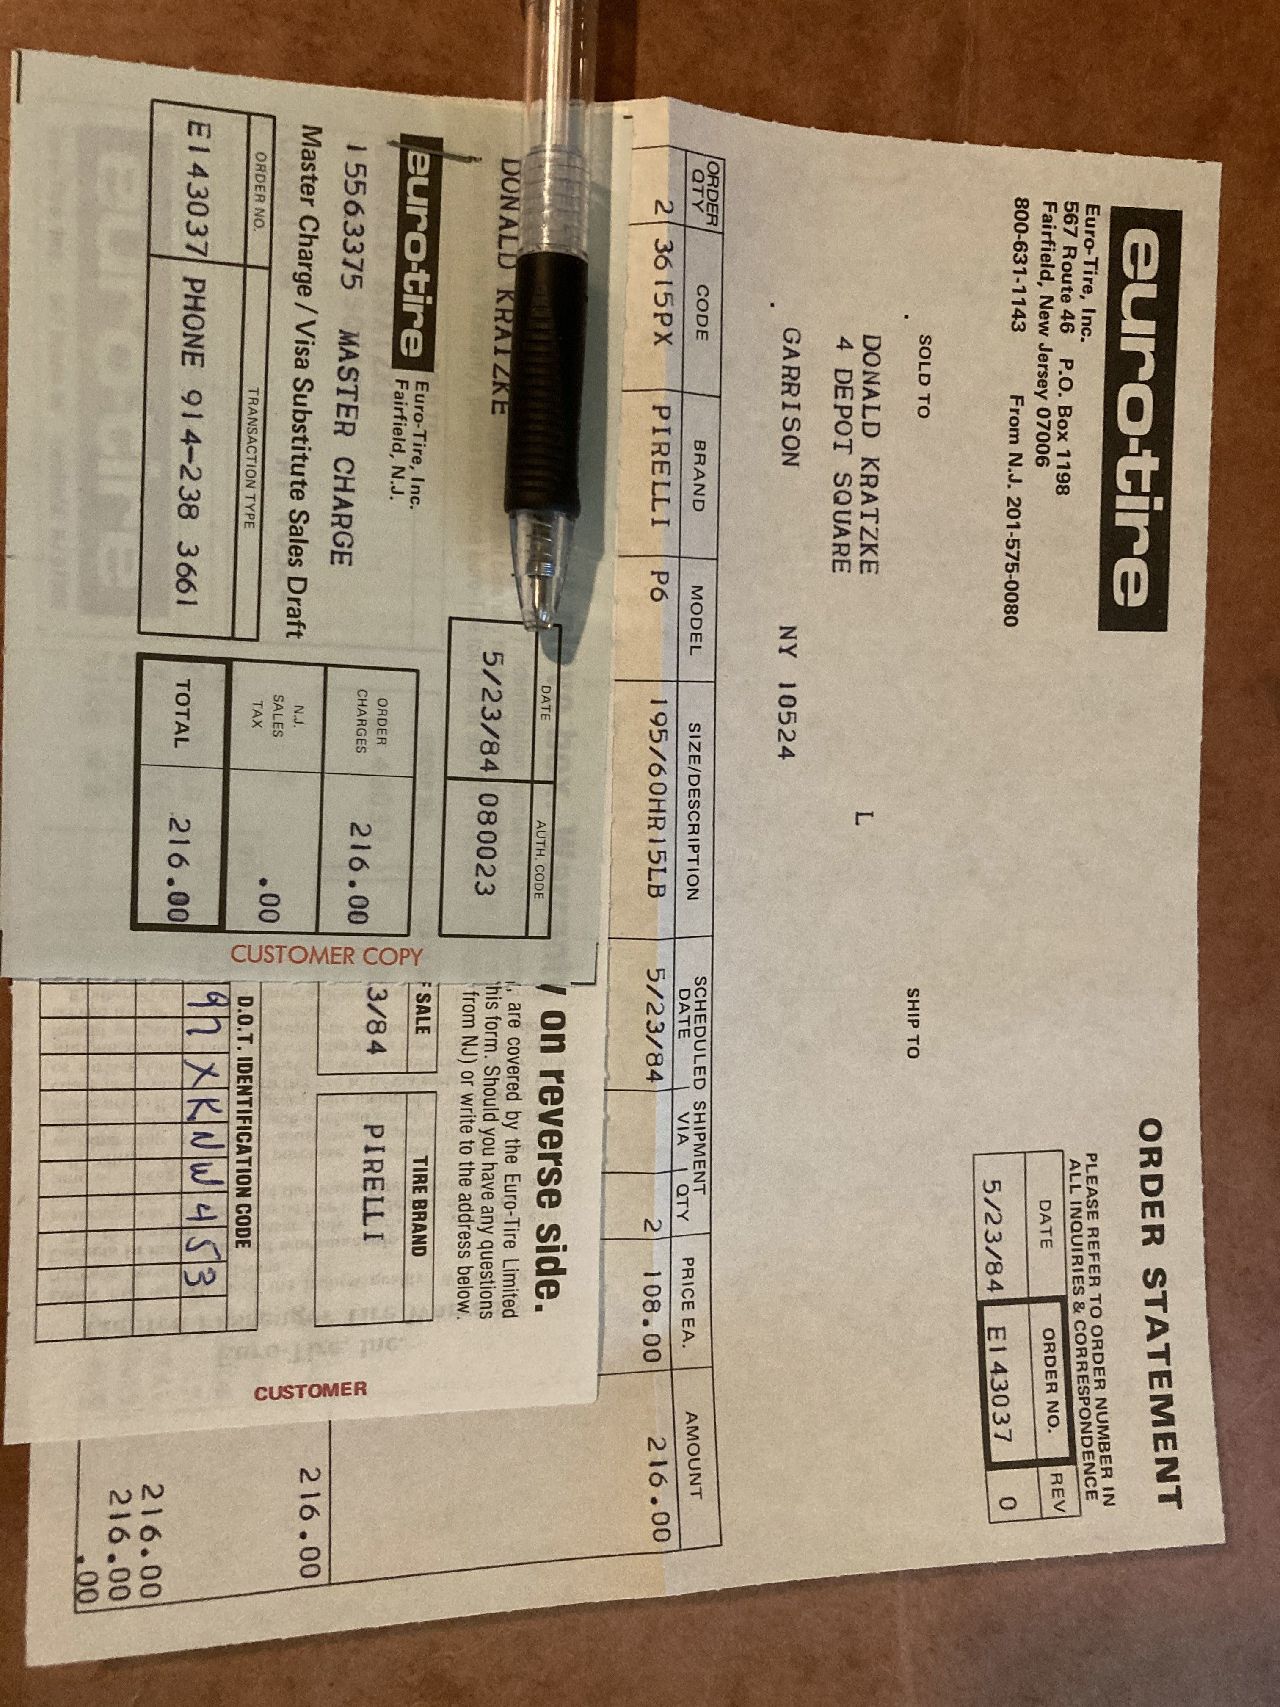 euro-tire
Euro-Tire, Inc.
567 Route 46 P.O. Box 1198
Fairfield, New Jersey 07006
800-631-1143 From N.J. 201-575-0080
ORDER STATEMENT
PLEASE REFER TO ORDER NUMBER IN
ALL INQUIRIES & CORRESPONDENCE
DATE ORDER NO. REV
5/23/84 E143037 0
SOLD TO SHIP TO
DONALD KRATZKE L
4 DEPOT SQUARE
GARRISON NY 10524
ORDER QTY CODE BRAND MODEL SIZE/DESCRIPTION SCHEDULED SHIPMENT DATE VIA QTY PRICE EA. AMOUNT
2 3615PX PIRELLI P6 195/60HR15LB 5/23/84 2 108.00 216.00
216.00
216.00
216.00
.00
on reverse side.
, are covered by the Euro-Tire Limited
his form. Should you have any questions
from NJ) or write to the address below.
F SALE TIRE BRAND
3/84 PIRELLI
D.O.T. IDENTIFICATION CODE
XKNW453
CUSTOMER
DONALD KRATZKE
DATE AUTH. CODE
5/23/84 080023
euro-tire
Euro-Tire, Inc.
Fairfield, N.J.
15563375 MASTER CHARGE
Master Charge/Visa Substitute Sales Draft
ORDER NO. TRANSACTION TYPE
E143037 PHONE 914-238 3661
ORDER CHARGES 216.00
N.J. SALES TAX .00
TOTAL 216.00
CUSTOMER COPY